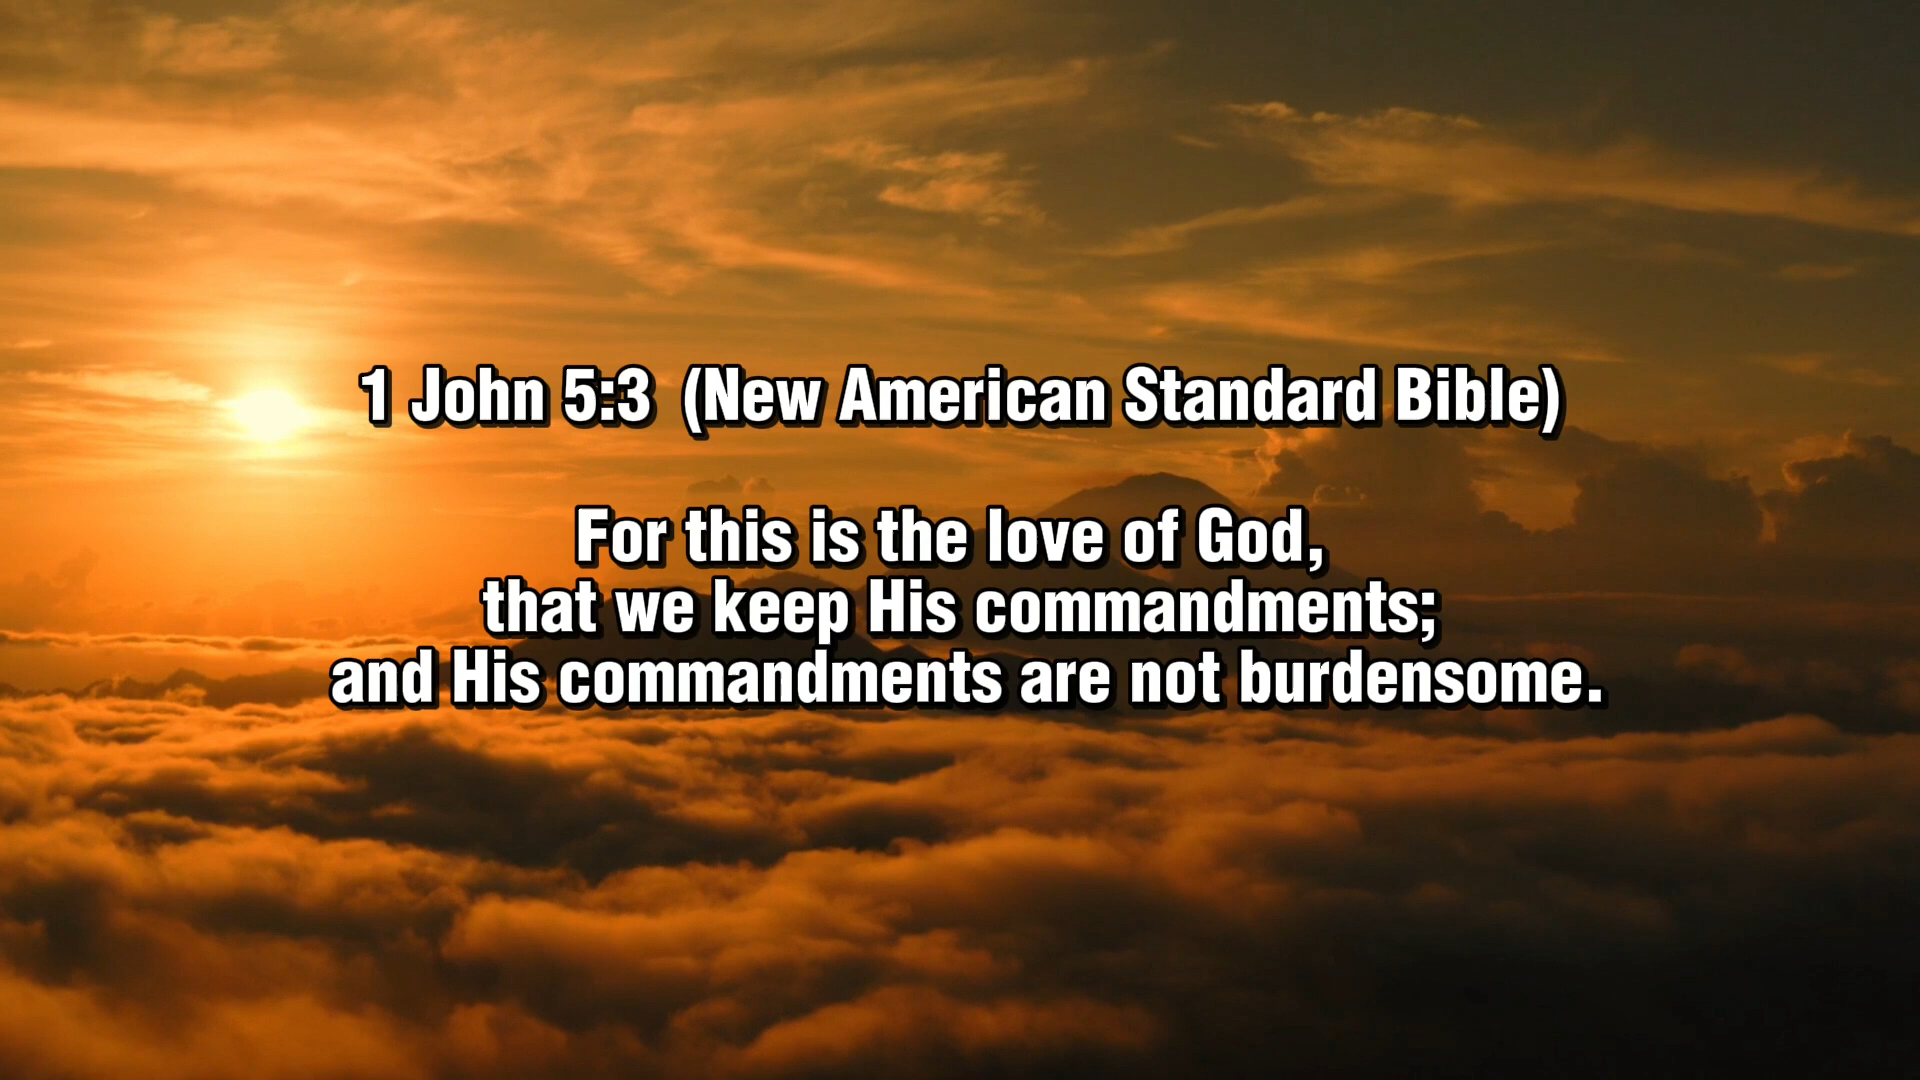 1 John 5:3 (New American Standard Bible)
For this is the love of God,
that we keep His commandments;
and His commandments are not burdensome.